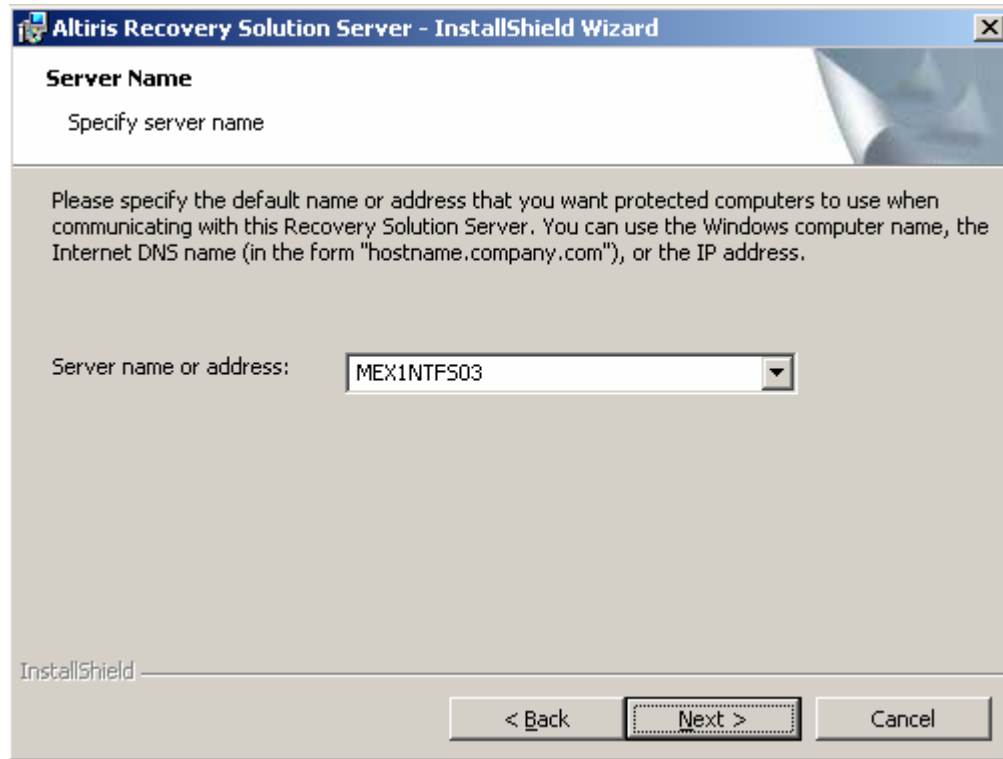 Altiris Recovery Solution Server - InstallShield Wizard
Server Name
Specify server name
Please specify the default name or address that you want protected computers to use when
communicating with this Recovery Solution Server. You can use the Windows computer name, the
Internet DNS name (in the form "hostname.company.com"), or the IP address.
Server name or address: MEX1NTFS03
InstallShield
< Back Next > Cancel